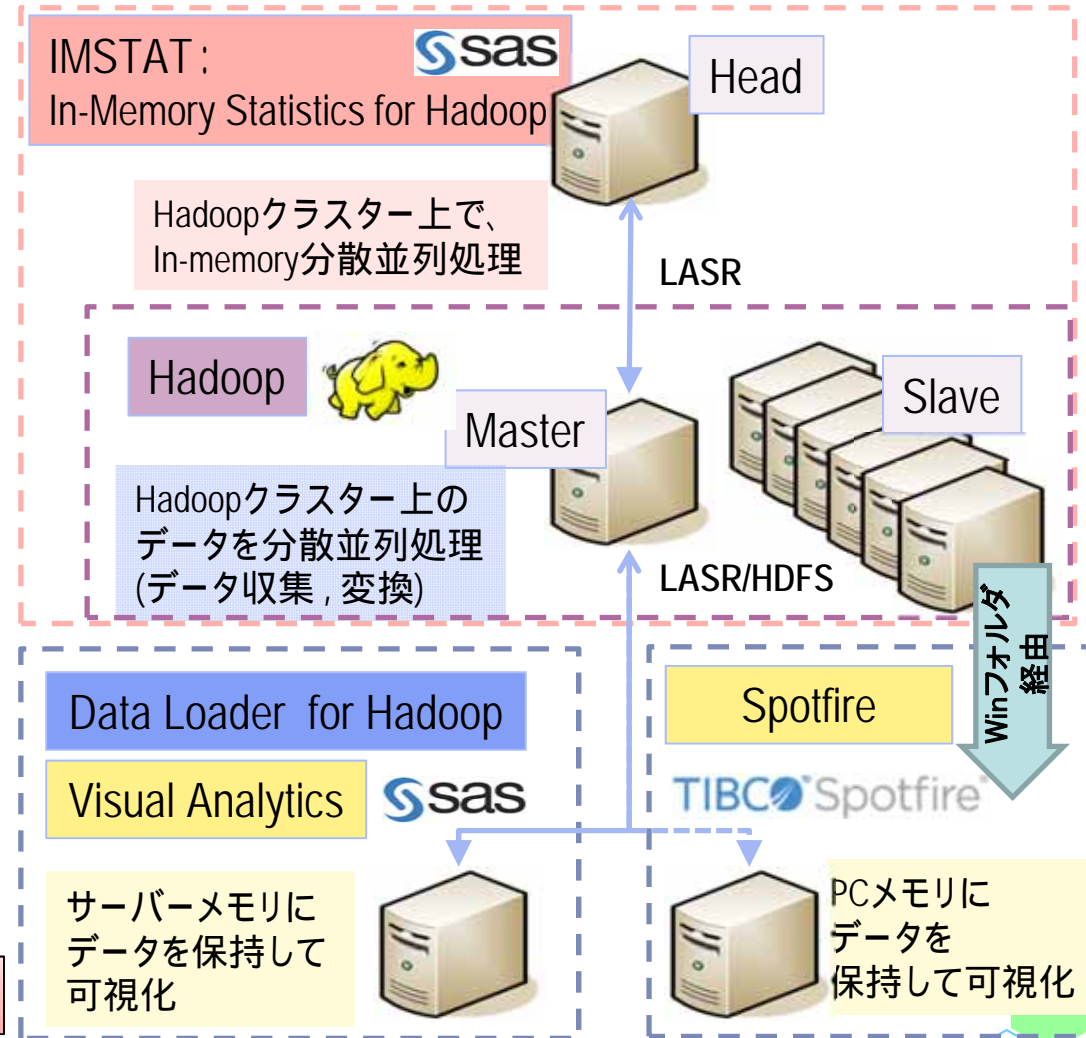 IMSTAT:
In-Memory Statistics for Hadoop
sas
Head
Hadoopクラスター上で、
In-memory分散並列処理
LASR
Hadoop
Master
Slave
Hadoopクラスター上の
データを分散並列処理
(データ収集 , 変換)
LASR/HDFS
Winフォルダ
経由
Data Loader for Hadoop
Visual Analytics
sas
サーバーメモリに
データを保持して
可視化
Spotfire
TIBCO Spotfire
PCメモリに
データを
保持して可視化